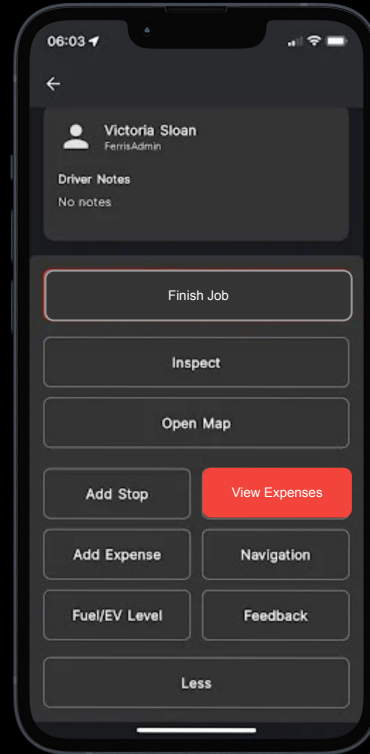 06:03
Victoria Sloan
FerrisAdmin
Driver Notes
No notes
Finish Job
Inspect
Open Map
Add Stop
View Expenses
Add Expense
Navigation
Fuel/EV Level
Feedback
Less